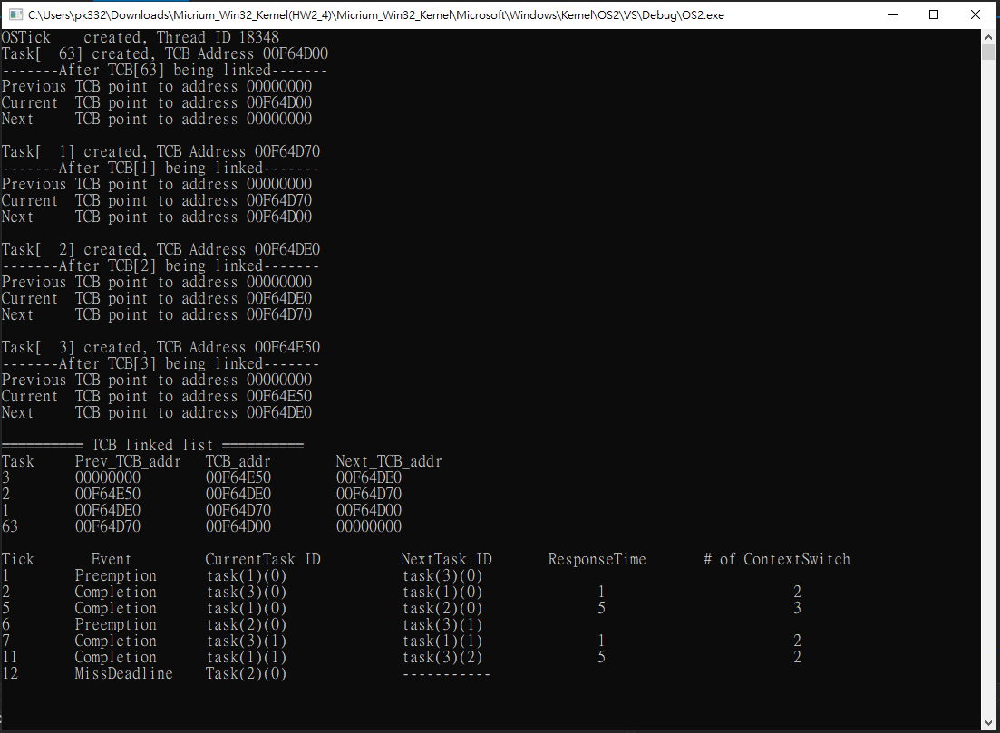 C:\Users\pk332\Downloads\Micrium_Win32_Kernel(HW2_4)\Micrium_Win32_Kernel\Microsoft\Windows\Kernel\OS2\VS\Debug\OS2.exe
OSTick    created, Thread ID 18348
Task[  63] created, TCB Address 00F64D00
-------After TCB[63] being linked-------
Previous TCB point to address 00000000
Current  TCB point to address 00F64D00
Next     TCB point to address 00000000

Task[  1] created, TCB Address 00F64D70
-------After TCB[1] being linked-------
Previous TCB point to address 00000000
Current  TCB point to address 00F64D70
Next     TCB point to address 00F64D00

Task[  2] created, TCB Address 00F64DE0
-------After TCB[2] being linked-------
Previous TCB point to address 00000000
Current  TCB point to address 00F64DE0
Next     TCB point to address 00F64D70

Task[  3] created, TCB Address 00F64E50
-------After TCB[3] being linked-------
Previous TCB point to address 00000000
Current  TCB point to address 00F64E50
Next     TCB point to address 00F64DE0

========== TCB linked list ==========
Task     Prev_TCB_addr   TCB_addr        Next_TCB_addr
3        00000000        00F64E50        00F64DE0
2        00F64E50        00F64DE0        00F64D70
1        00F64DE0        00F64D70        00F64D00
63       00F64D70        00F64D00        00000000

Tick       Event         CurrentTask ID          NextTask ID       ResponseTime       # of ContextSwitch
1        Preemption      task(1)(0)              task(3)(0)
2        Completion      task(3)(0)              task(1)(0)              1                       2
5        Completion      task(1)(0)              task(2)(0)              5                       3
6        Preemption      task(2)(0)              task(3)(1)
7        Completion      task(3)(1)              task(1)(1)              1                       2
11       Completion      task(1)(1)              task(3)(2)              5                       2
12       MissDeadline    Task(2)(0)              -----------